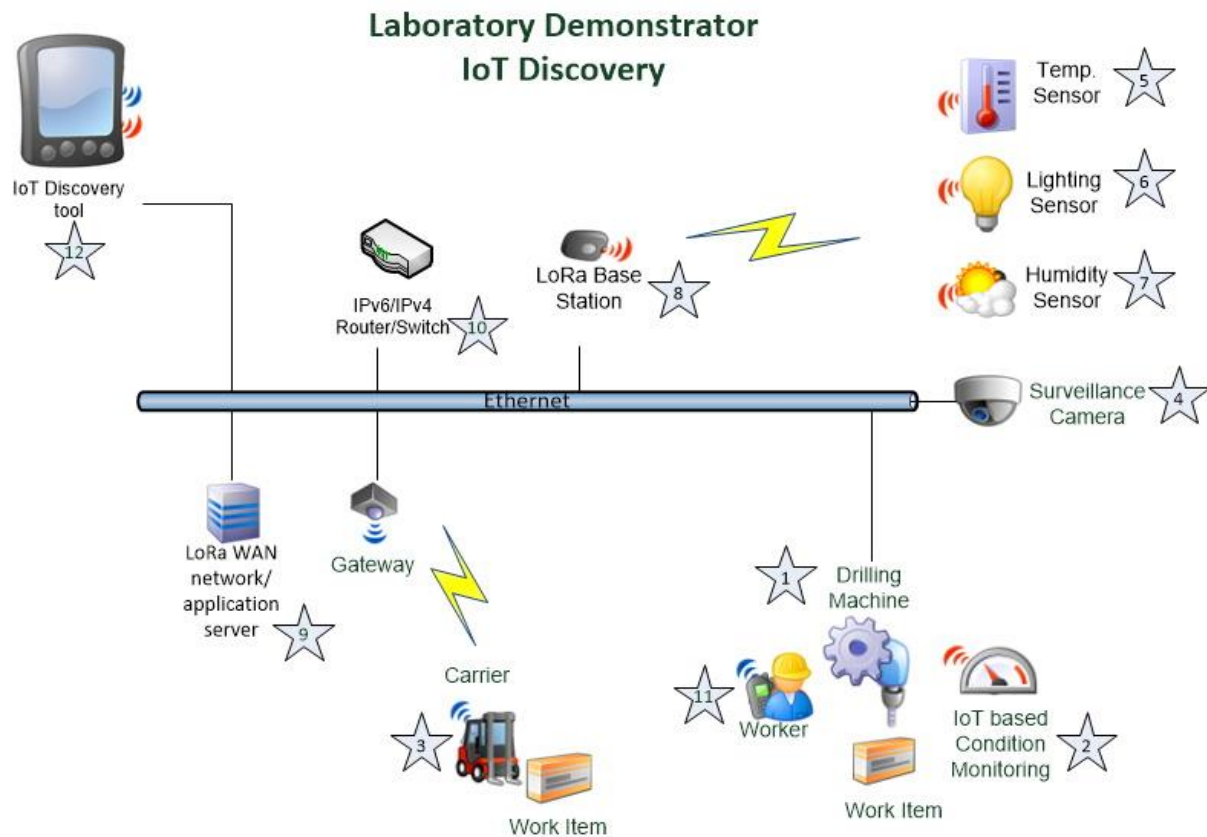 Laboratory Demonstrator
IoT Discovery
IoT Discovery
tool
12
IPv6/IPv4
Router/Switch
10
LoRa Base
Station
8
Temp.
Sensor
5
Lighting
Sensor
6
Humidity
Sensor
7
Ethernet
Surveillance
Camera
4
LoRa WAN
network/
application
server
9
Gateway
Carrier
3
Work Item
1
Drilling
Machine
11
Worker
Work Item
IoT based
Condition
Monitoring
2